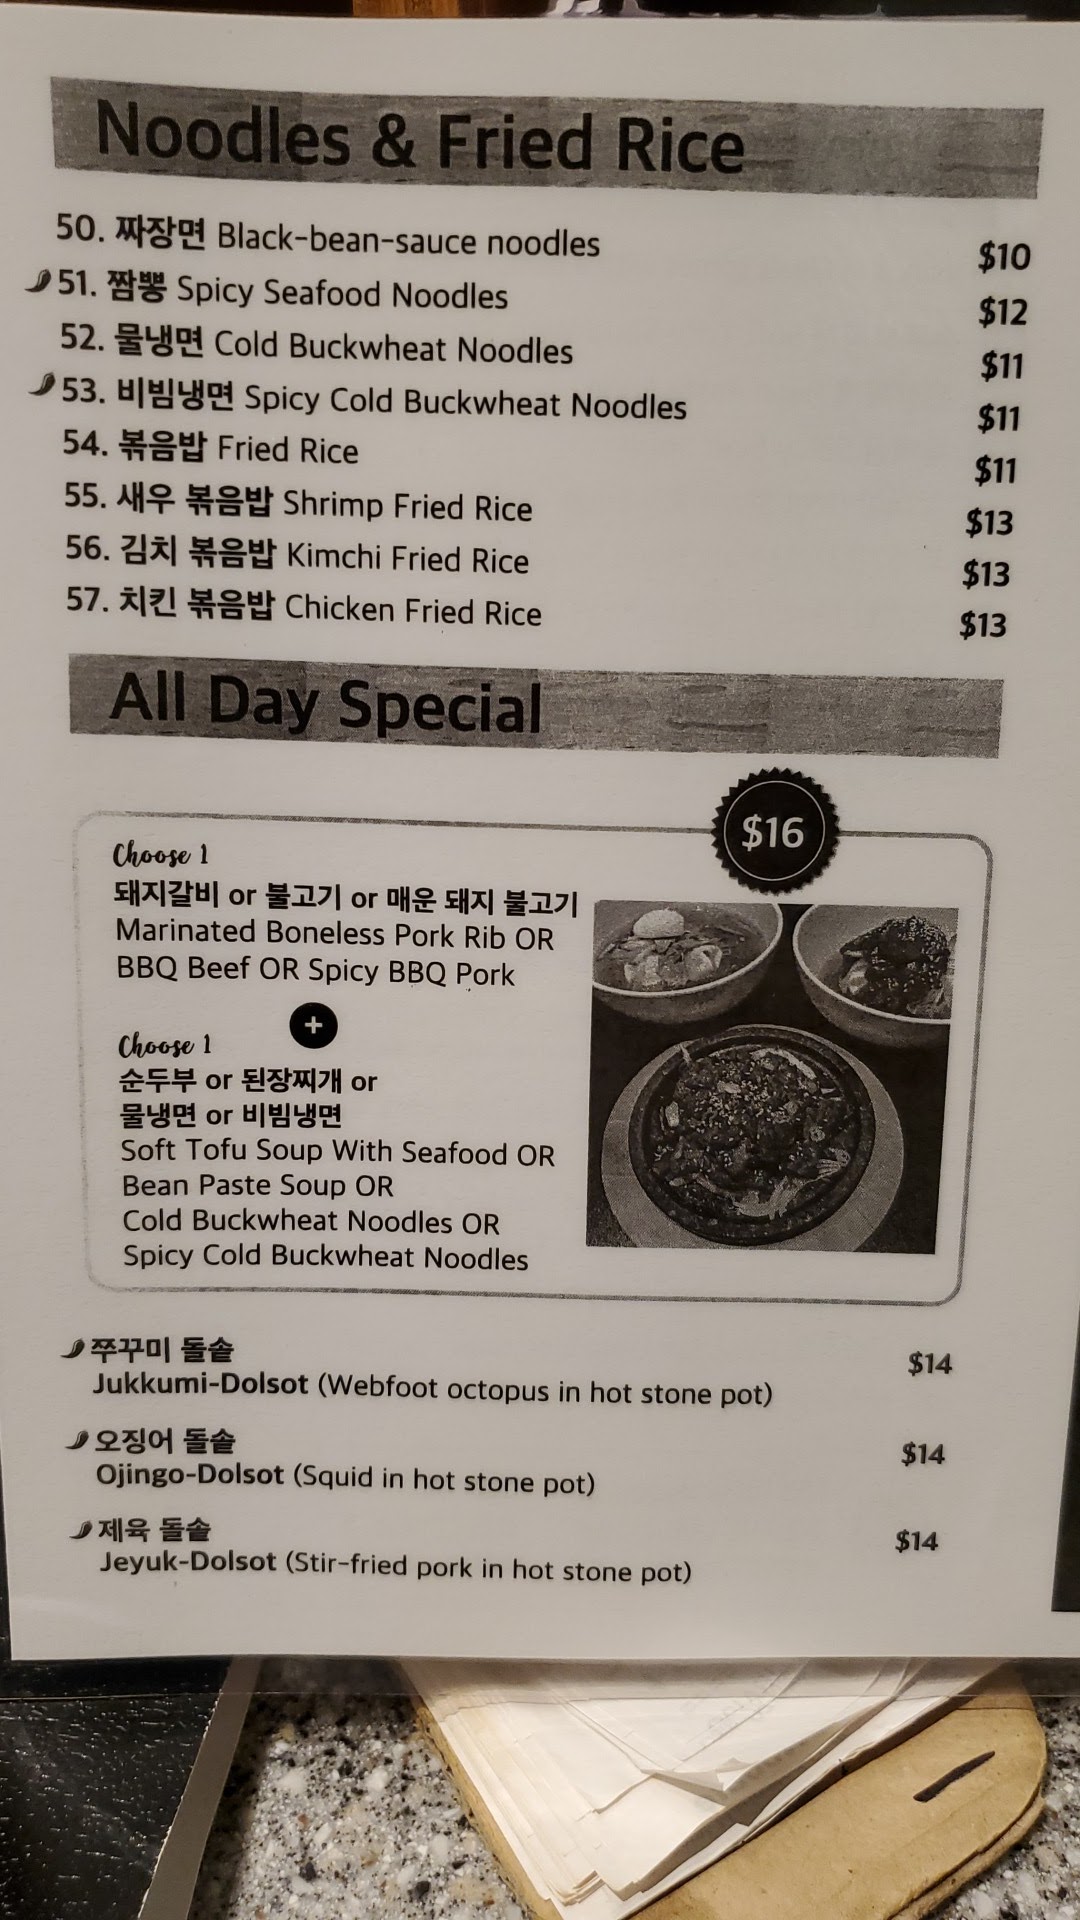 Noodles & Fried Rice
50. 짜장면 Black-bean-sauce noodles $10
51. 짬뽕 Spicy Seafood Noodles $12
52. 물냉면 Cold Buckwheat Noodles $11
53. 비빔냉면 Spicy Cold Buckwheat Noodles $11
54. 볶음밥 Fried Rice $11
55. 새우 볶음밥 Shrimp Fried Rice $13
56. 김치 볶음밥 Kimchi Fried Rice $13
57. 치킨 볶음밥 Chicken Fried Rice $13
All Day Special
$16
Choose 1
돼지갈비 or 불고기 or 매운 돼지 불고기
Marinated Boneless Pork Rib OR
BBQ Beef OR Spicy BBQ Pork
+
Choose 1
순두부 or 된장찌개 or
물냉면 or 비빔냉면
Soft Tofu Soup With Seafood OR
Bean Paste Soup OR
Cold Buckwheat Noodles OR
Spicy Cold Buckwheat Noodles
쭈꾸미 돌솥
Jukkumi-Dolsot (Webfoot octopus in hot stone pot) $14
오징어 돌솥
Ojingo-Dolsot (Squid in hot stone pot) $14
제육 돌솥
Jeyuk-Dolsot (Stir-fried pork in hot stone pot) $14